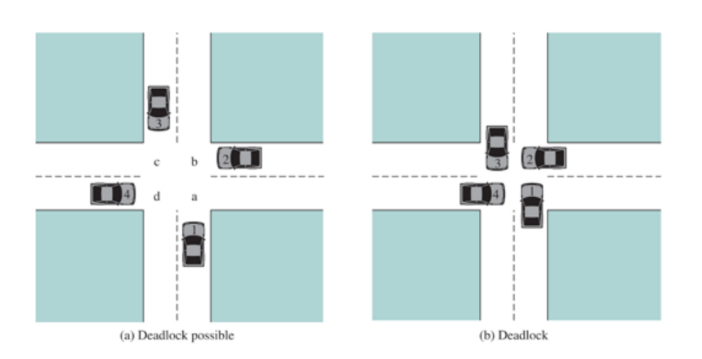 3
c b 2
4 d a
1
(a) Deadlock possible
3 2
4 1
(b) Deadlock